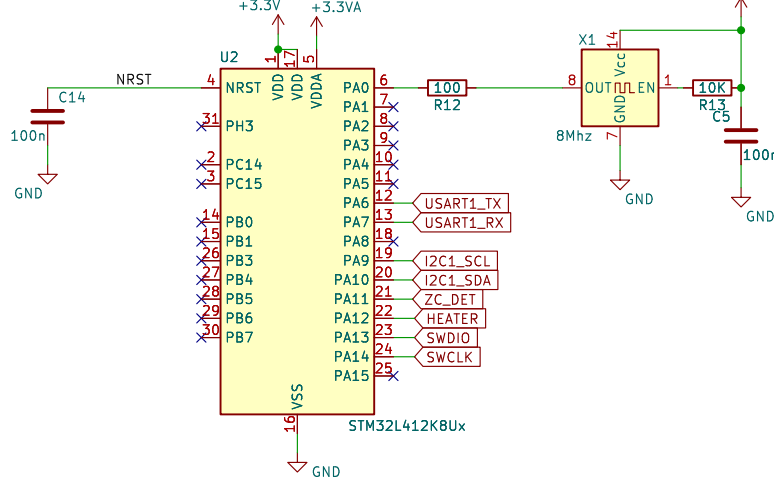 +3.3V
+3.3VA
U2
1
17
5
VDD
VDD
VDDA
NRST
4
NRST
C14
100n
GND
31
PH3
2
PC14
3
PC15
14
PB0
15
PB1
26
PB3
27
PB4
28
PB5
29
PB6
30
PB7
PA0
6
PA1
7
PA2
8
PA3
9
PA4
10
PA5
11
PA6
12
USART1_TX
PA7
13
USART1_RX
PA8
18
PA9
19
I2C1_SCL
PA10
20
I2C1_SDA
PA11
21
ZC_DET
PA12
22
HEATER
PA13
23
SWDIO
PA14
24
SWCLK
PA15
25
VSS
16
GND
STM32L412K8Ux
100
R12
X1
14
Vcc
8
OUT
EN
1
GND
7
8Mhz
GND
10K
R13
C5
100n
GND